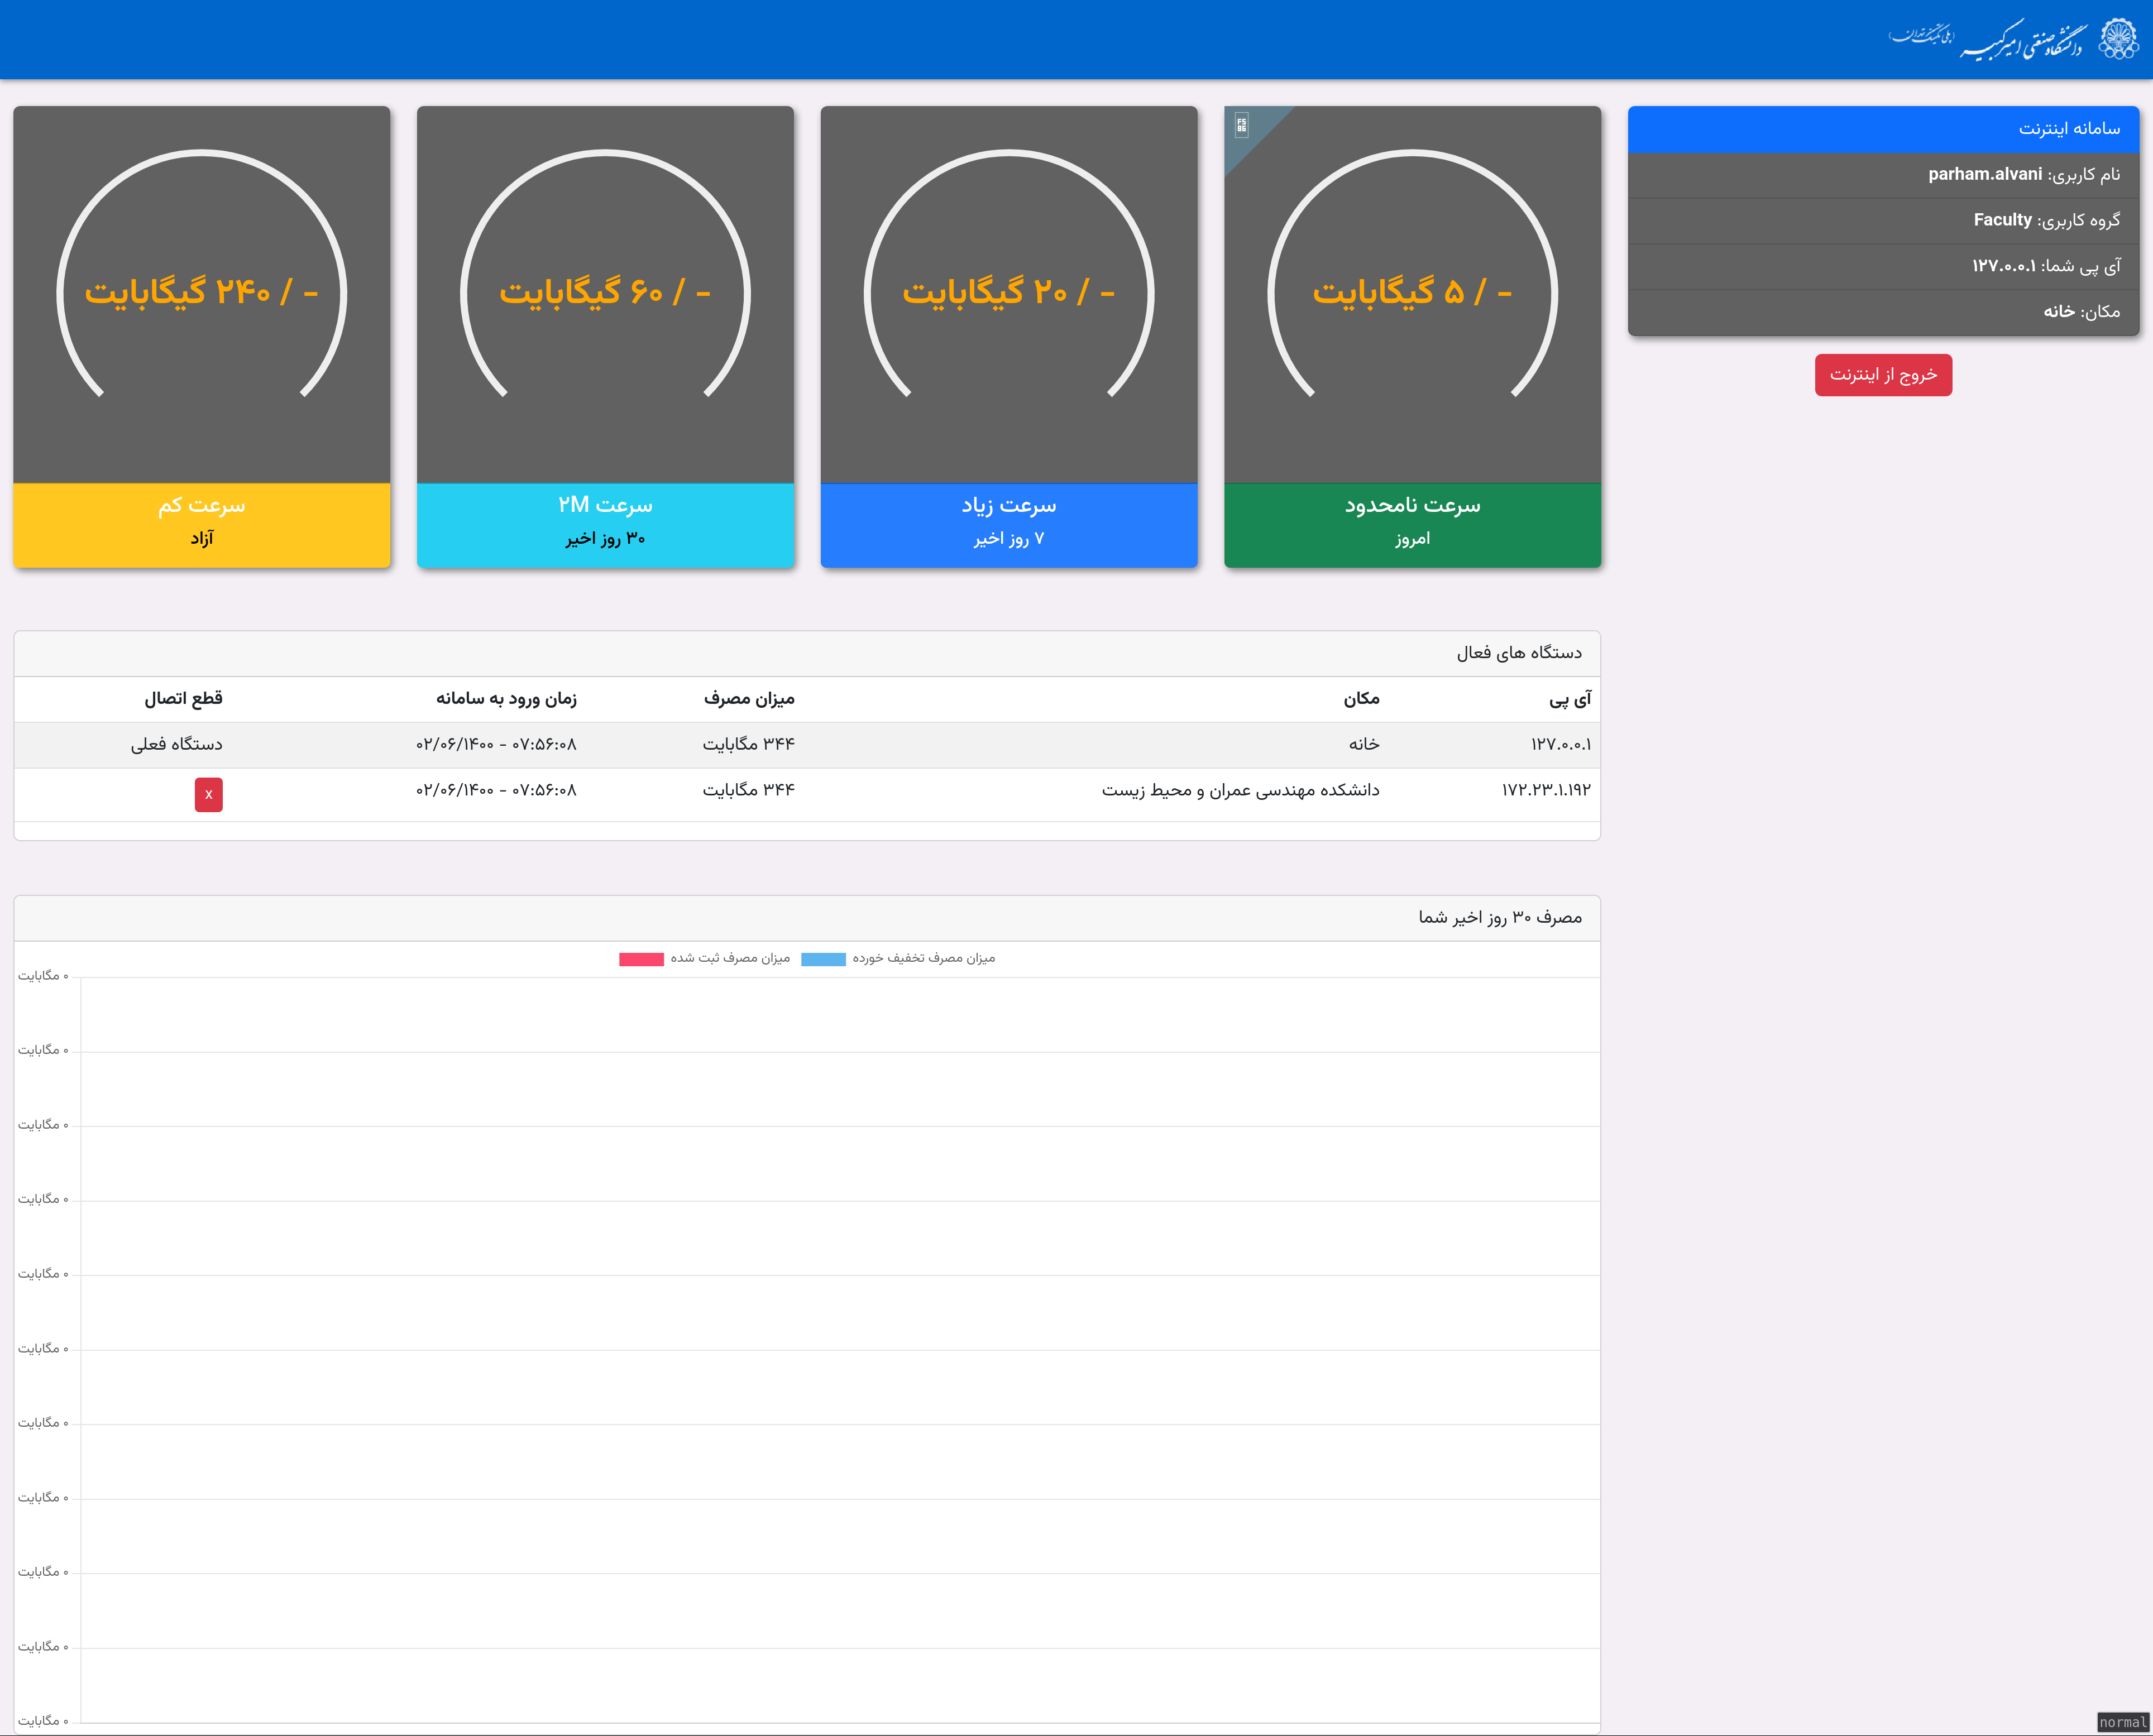 دانشگاه صنعتی امیرکبیر
(پلی تکنیک تهران)
سامانه اینترنت
نام کاربری: parham.alvani
گروه کاربری: Faculty
آی پی شما: ۱۲۷.۰.۰.۱
مکان: خانه
خروج از اینترنت
- / ۵ گیگابایت
سرعت نامحدود
امروز
- / ۲۰ گیگابایت
سرعت زیاد
۷ روز اخیر
- / ۶۰ گیگابایت
سرعت ۲M
۳۰ روز اخیر
- / ۲۴۰ گیگابایت
سرعت کم
آزاد
دستگاه های فعال
آی پی مکان میزان مصرف زمان ورود به سامانه قطع اتصال
۱۲۷.۰.۰.۱ خانه ۳۴۴ مگابایت ۰۲/۰۶/۱۴۰۰ - ۰۷:۵۶:۰۸ دستگاه فعلی
۱۷۲.۲۳.۱.۱۹۲ دانشکده مهندسی عمران و محیط زیست ۳۴۴ مگابایت ۰۲/۰۶/۱۴۰۰ - ۰۷:۵۶:۰۸ x
مصرف ۳۰ روز اخیر شما
میزان مصرف تخفیف خورده میزان مصرف ثبت شده
۰ مگابایت
۰ مگابایت
۰ مگابایت
۰ مگابایت
۰ مگابایت
۰ مگابایت
۰ مگابایت
۰ مگابایت
۰ مگابایت
۰ مگابایت
۰ مگابایت
normal